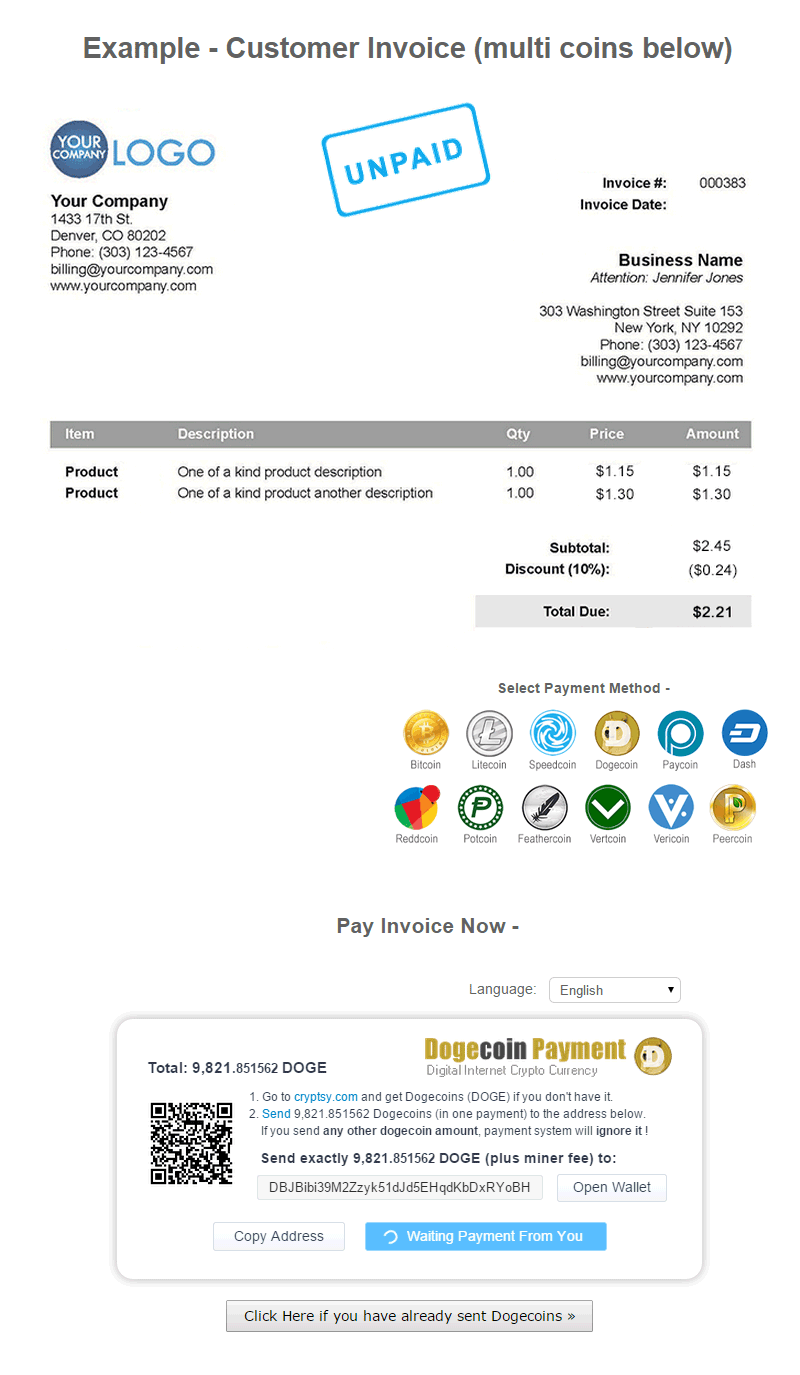 Example - Customer Invoice (multi coins below)
YOUR
COMPANY
LOGO
UNPAID
Your Company
1433 17th St.
Denver, CO 80202
Phone: (303) 123-4567
billing@yourcompany.com
www.yourcompany.com
Invoice #: 000383
Invoice Date:
Business Name
Attention: Jennifer Jones
303 Washington Street Suite 153
New York, NY 10292
Phone: (303) 123-4567
billing@yourcompany.com
www.yourcompany.com
Item Description Qty Price Amount
Product One of a kind product description 1.00 $1.15 $1.15
Product One of a kind product another description 1.00 $1.30 $1.30
Subtotal: $2.45
Discount (10%): ($0.24)
Total Due: $2.21
Select Payment Method -
Bitcoin Litecoin Speedcoin Dogecoin Paycoin Dash
Reddcoin Potcoin Feathercoin Vertcoin Vericoin Peercoin
Pay Invoice Now -
Language: English
Dogecoin Payment
Digital Internet Crypto Currency
Total: 9,821.851562 DOGE
1. Go to cryptsy.com and get Dogecoins (DOGE) if you don't have it.
2. Send 9,821.851562 Dogecoins (in one payment) to the address below.
If you send any other dogecoin amount, payment system will ignore it !
Send exactly 9,821.851562 DOGE (plus miner fee) to:
DBJBibi39M2Zzyk51dJd5EHqdKbDxRYoBH Open Wallet
Copy Address Waiting Payment From You
Click Here if you have already sent Dogecoins »